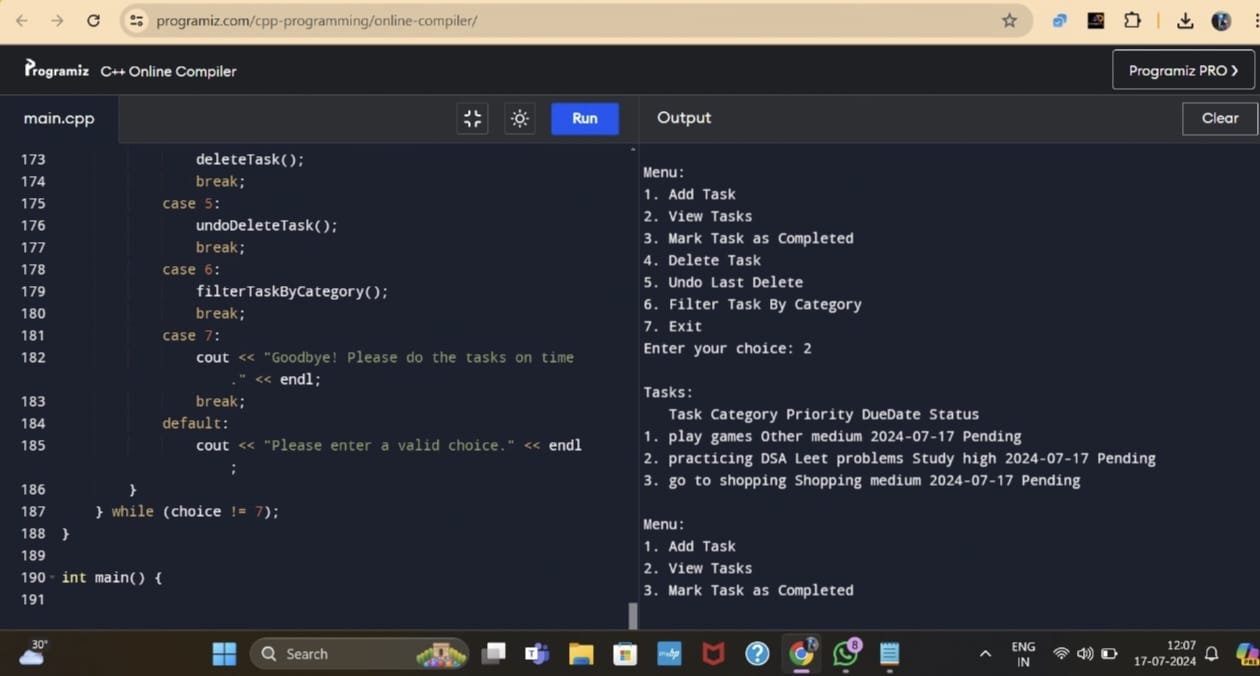 programiz.com/cpp-programming/online-compiler/
Programiz C++ Online Compiler
Programiz PRO ❯
main.cpp
Run
Output
Clear
173 deleteTask();
174 break;
175 case 5:
176 undoDeleteTask();
177 break;
178 case 6:
179 filterTaskByCategory();
180 break;
181 case 7:
182 cout << "Goodbye! Please do the tasks on time
." << endl;
183 break;
184 default:
185 cout << "Please enter a valid choice." << endl
;
186 }
187 } while (choice != 7);
188 }
189
190 int main() {
191
Menu:
1. Add Task
2. View Tasks
3. Mark Task as Completed
4. Delete Task
5. Undo Last Delete
6. Filter Task By Category
7. Exit
Enter your choice: 2
Tasks:
Task Category Priority DueDate Status
1. play games Other medium 2024-07-17 Pending
2. practicing DSA Leet problems Study high 2024-07-17 Pending
3. go to shopping Shopping medium 2024-07-17 Pending
Menu:
1. Add Task
2. View Tasks
3. Mark Task as Completed
30°
Search
8
ENG
IN
12:07
17-07-2024